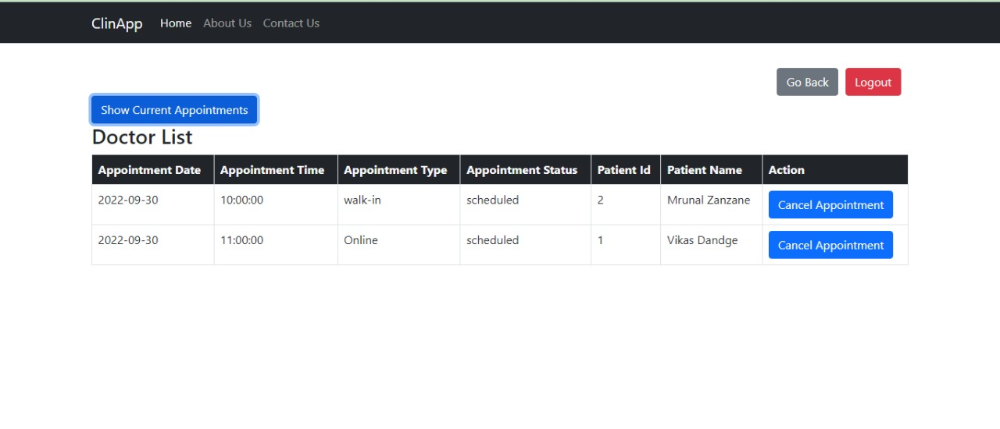 ClinApp Home About Us Contact Us
Go Back Logout
Show Current Appointments
Doctor List
Appointment Date Appointment Time Appointment Type Appointment Status Patient Id Patient Name Action
2022-09-30 10:00:00 walk-in scheduled 2 Mrunal Zanzane Cancel Appointment
2022-09-30 11:00:00 Online scheduled 1 Vikas Dandge Cancel Appointment